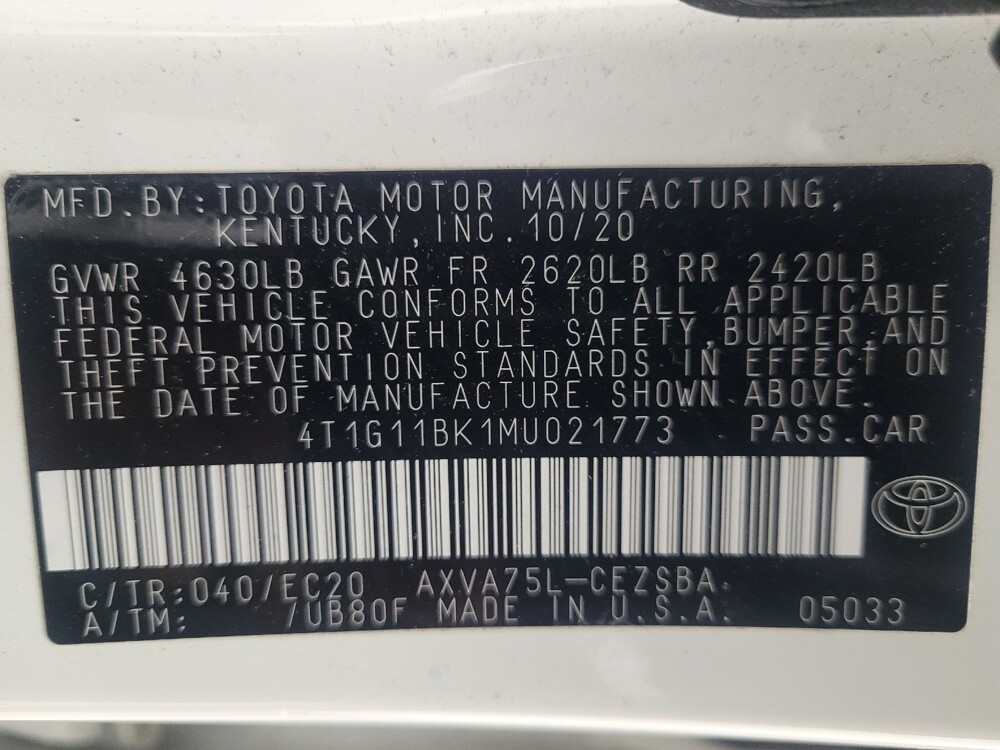 MFD.BY:TOYOTA MOTOR MANUFACTURING,
KENTUCKY,INC.10/20
GVWR 4630LB GAWR FR 2620LB RR 2420LB
THIS VEHICLE CONFORMS TO ALL APPLICABLE
FEDERAL MOTOR VEHICLE SAFETY,BUMPER,AND
THEFT PREVENTION STANDARDS IN EFFECT ON
THE DATE OF MANUFACTURE SHOWN ABOVE.
4T1G11BK1MU021773 PASS.CAR
C/TR:040/EC20 AXVA75L-CEZSBA
A/TM: /UB80F MADE IN U.S.A. 05033